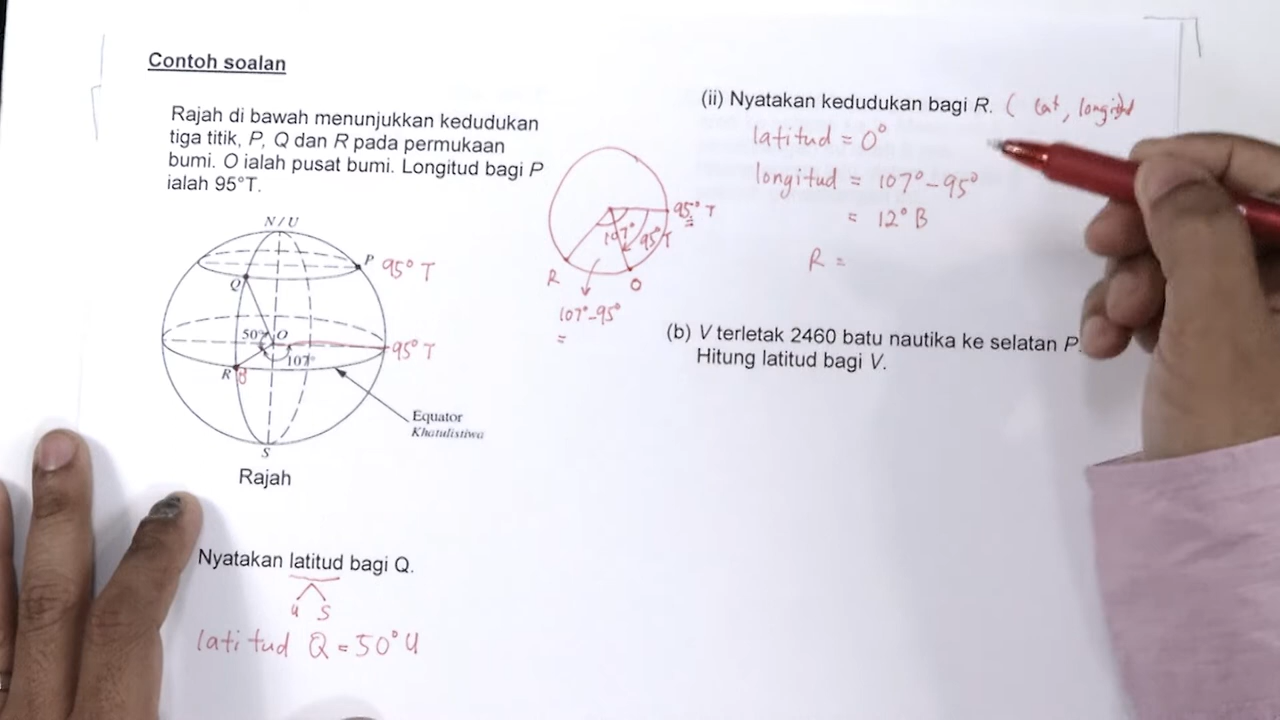 Contoh soalan
Rajah di bawah menunjukkan kedudukan
tiga titik, P, Q dan R pada permukaan
bumi. O ialah pusat bumi. Longitud bagi P
ialah 95°T.
N / U
P 95° T
Q
50° O
107°
95° T
R B
Equator
Khatulistiwa
S
Rajah
Nyatakan latitud bagi Q.
U S
latitud Q = 50° U
95° T
107° 95° T
R
O
107° - 95°
=
(ii) Nyatakan kedudukan bagi R. ( lat, longitud
latitud = 0°
longitud = 107° - 95°
= 12° B
R =
(b) V terletak 2460 batu nautika ke selatan P.
Hitung latitud bagi V.